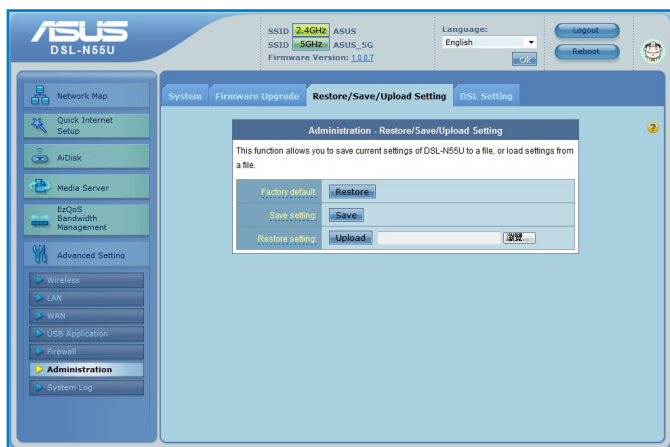 ASUS
DSL-N55U
SSID 2.4GHz ASUS
SSID 5GHz ASUS_5G
Firmware Version: 1.0.0.7
Language:
English
OK
Logout
Reboot
Network Map
Quick Internet
Setup
AiDisk
Media Server
EzQoS
Bandwidth
Management
Advanced Setting
Wireless
LAN
WAN
USB Application
Firewall
Administration
System Log
System
Firmware Upgrade
Restore/Save/Upload Setting
DSL Setting
Administration - Restore/Save/Upload Setting
This function allows you to save current settings of DSL-N55U to a file, or load settings from
a file.
Factory default: Restore
Save setting: Save
Restore setting: Upload 瀏覽...
?